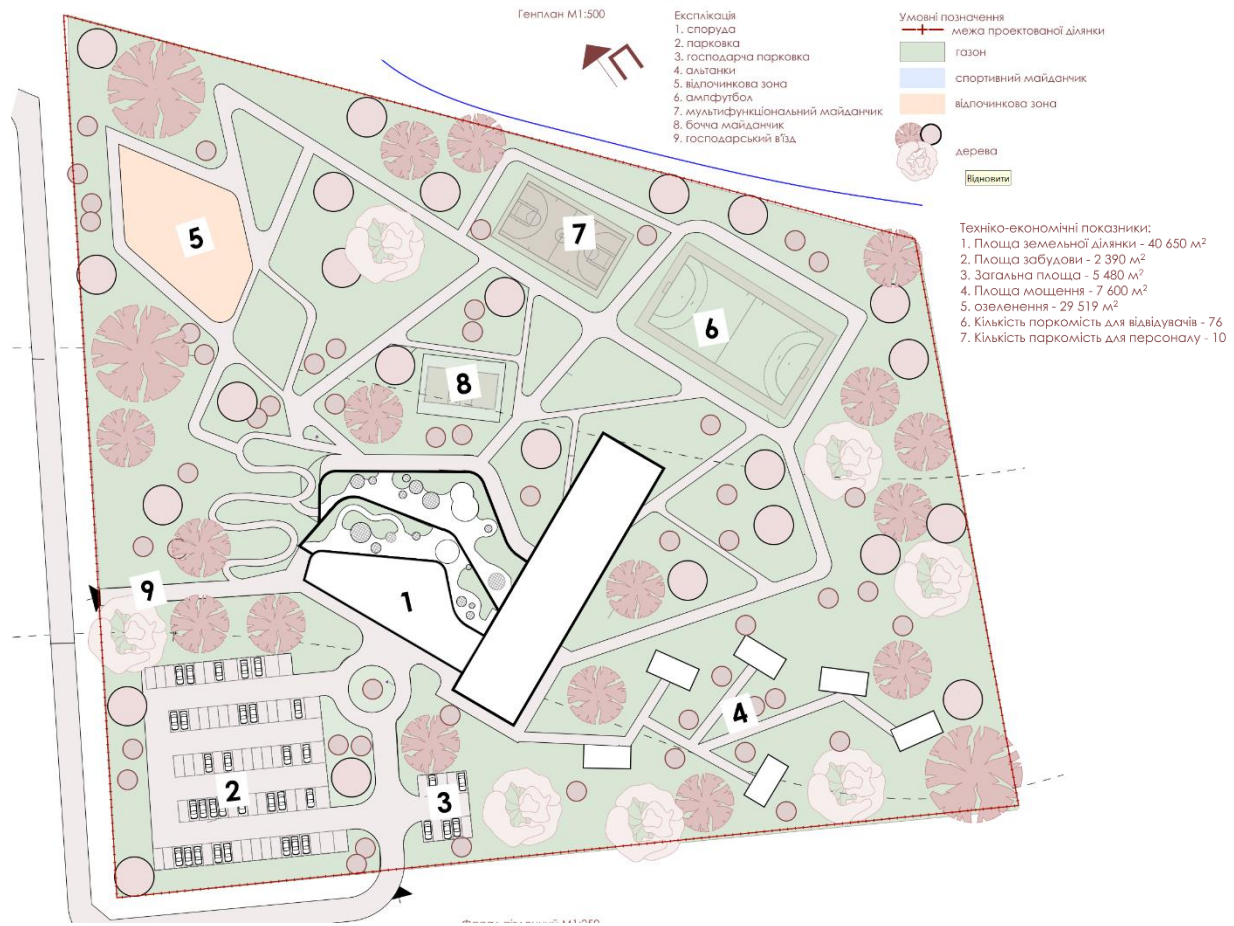 Генплан М1:500
Експлікація
1. споруда
2. парковка
3. господарча парковка
4. альтанки
5. відпочинкова зона
6. ампфутбол
7. мультифункціональний майданчик
8. бочча майданчик
9. господарський в'їзд
Умовні позначення
межа проектованої ділянки
газон
спортивний майданчик
відпочинкова зона
дерева
Відновити
Техніко-економічні показники:
1. Площа земельної ділянки - 40 650 м²
2. Площа забудови - 2 390 м²
3. Загальна площа - 5 480 м²
4. Площа мощення - 7 600 м²
5. озеленення - 29 519 м²
6. Кількість паркомість для відвідувачів - 76
7. Кількість паркомість для персоналу - 10
5
7
6
8
9
1
4
2
3